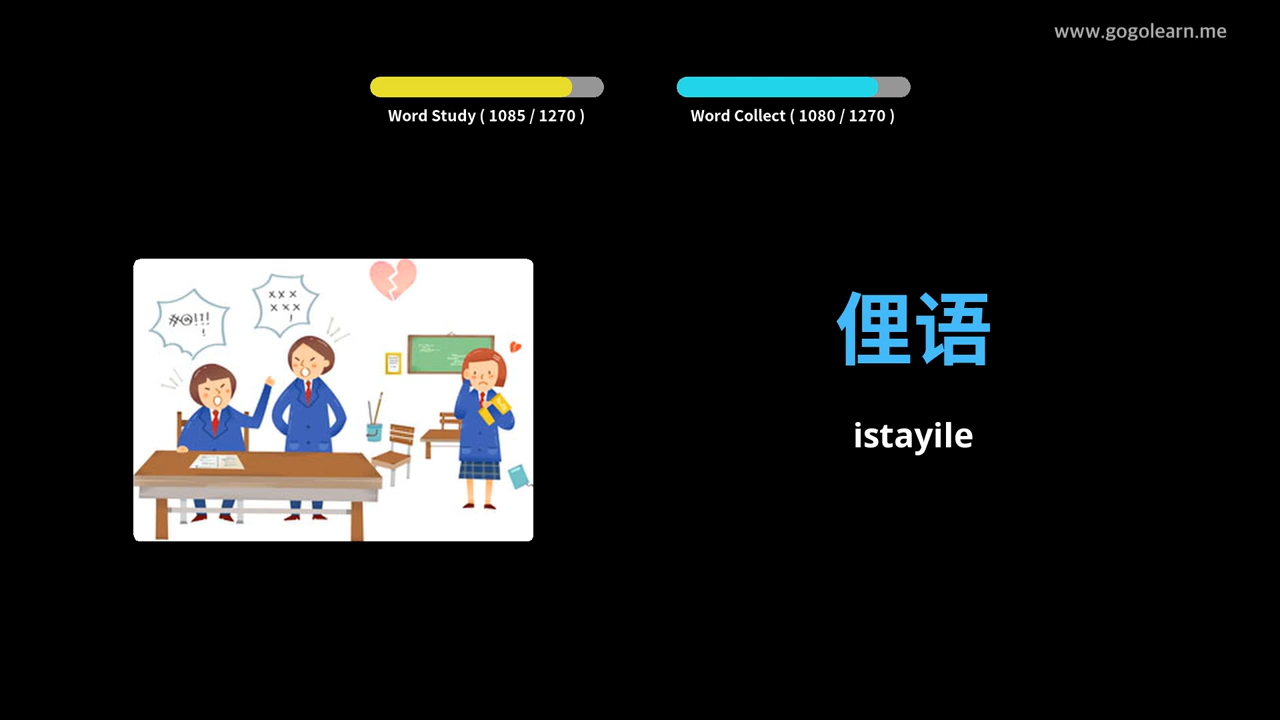 www.gogolearn.me
Word Study ( 1085 / 1270 )
Word Collect ( 1080 / 1270 )
#@!!!
!
x x x
x x x
!
俚语
istayile